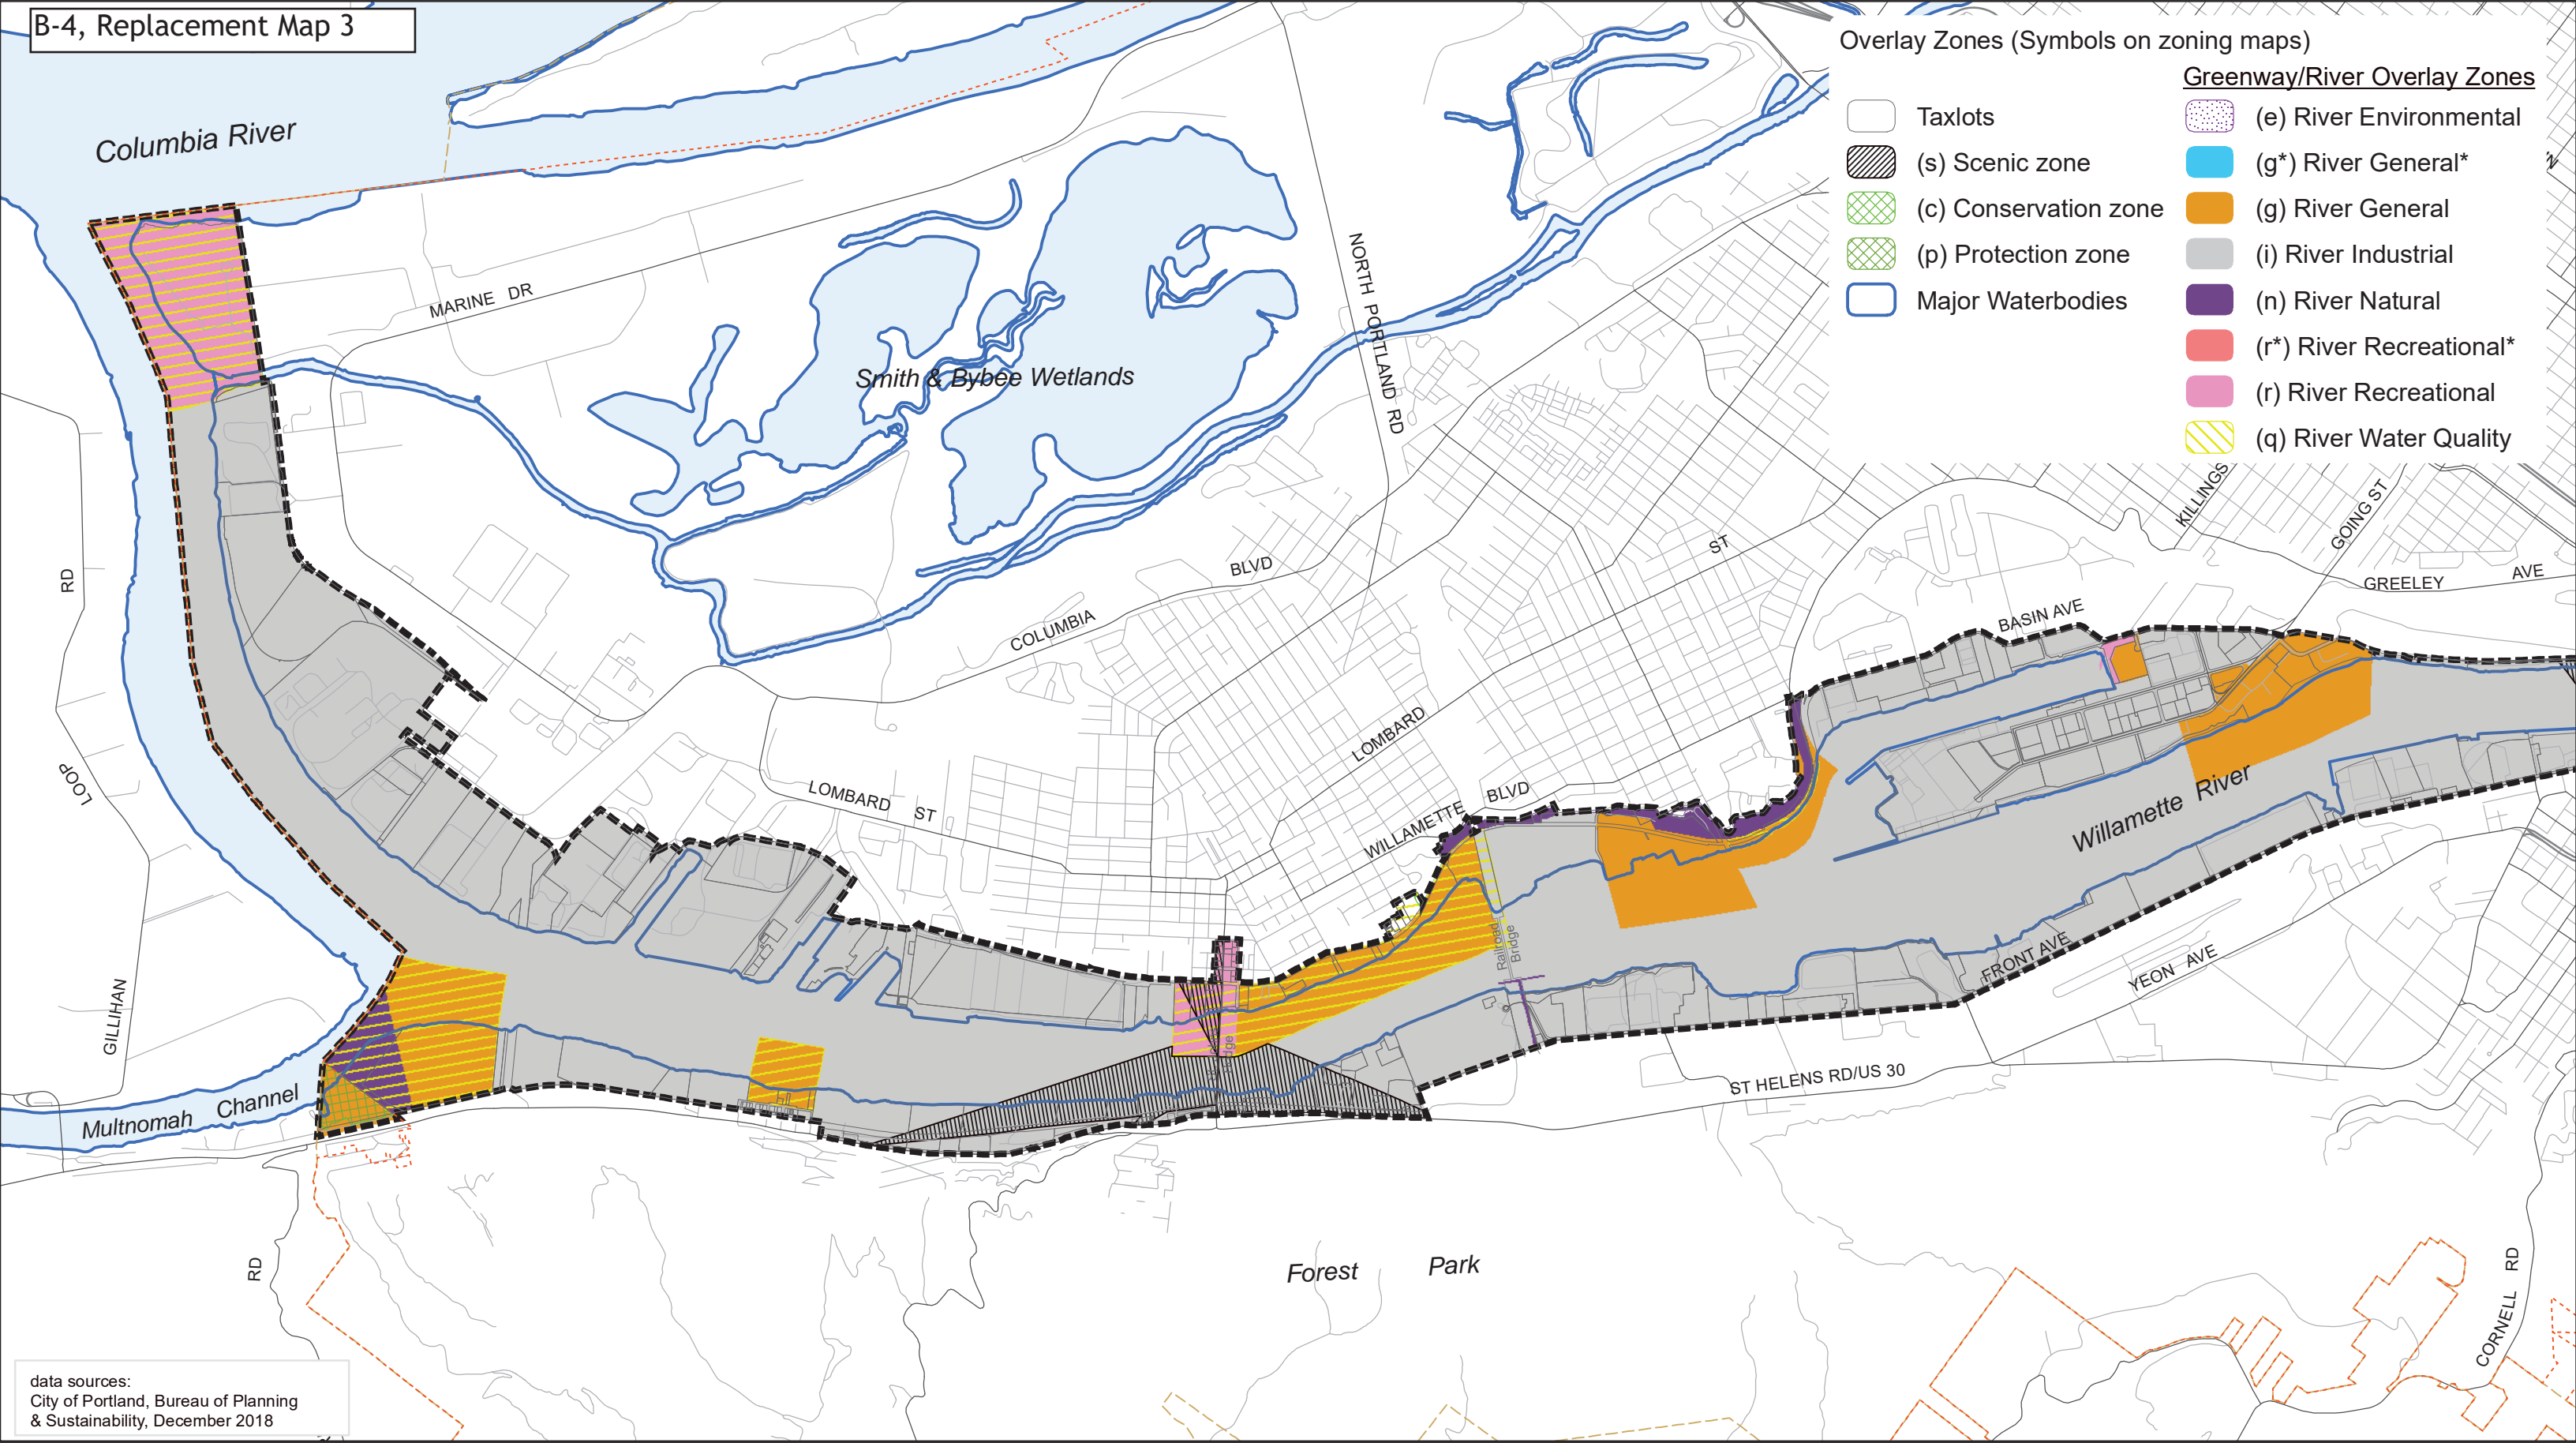 B-4, Replacement Map 3
Overlay Zones (Symbols on zoning maps)
Greenway/River Overlay Zones
Taxlots
(s) Scenic zone
(c) Conservation zone
(p) Protection zone
Major Waterbodies
(e) River Environmental
(g*) River General*
(g) River General
(i) River Industrial
(n) River Natural
(r*) River Recreational*
(r) River Recreational
(q) River Water Quality
Columbia River
MARINE DR
NORTH PORTLAND RD
Smith & Bybee Wetlands
KILLINGS
GOING ST
GREELEY AVE
BASIN AVE
RD
COLUMBIA BLVD
ST
LOMBARD
LOOP
LOMBARD ST
WILLAMETTE BLVD
Willamette River
Railroad
Bridge
FRONT AVE
YEON AVE
GILLIHAN
Multnomah Channel
ST HELENS RD/US 30
Forest Park
RD
CORNELL RD
data sources:
City of Portland, Bureau of Planning
& Sustainability, December 2018